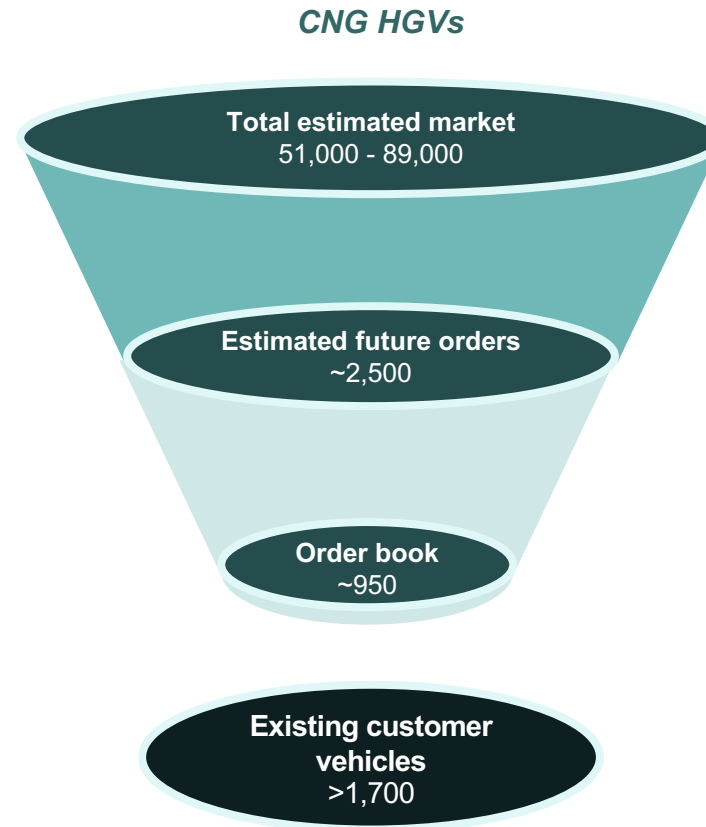 CNG HGVs
Total estimated market
51,000 - 89,000
Estimated future orders
~2,500
Order book
~950
Existing customer
vehicles
>1,700